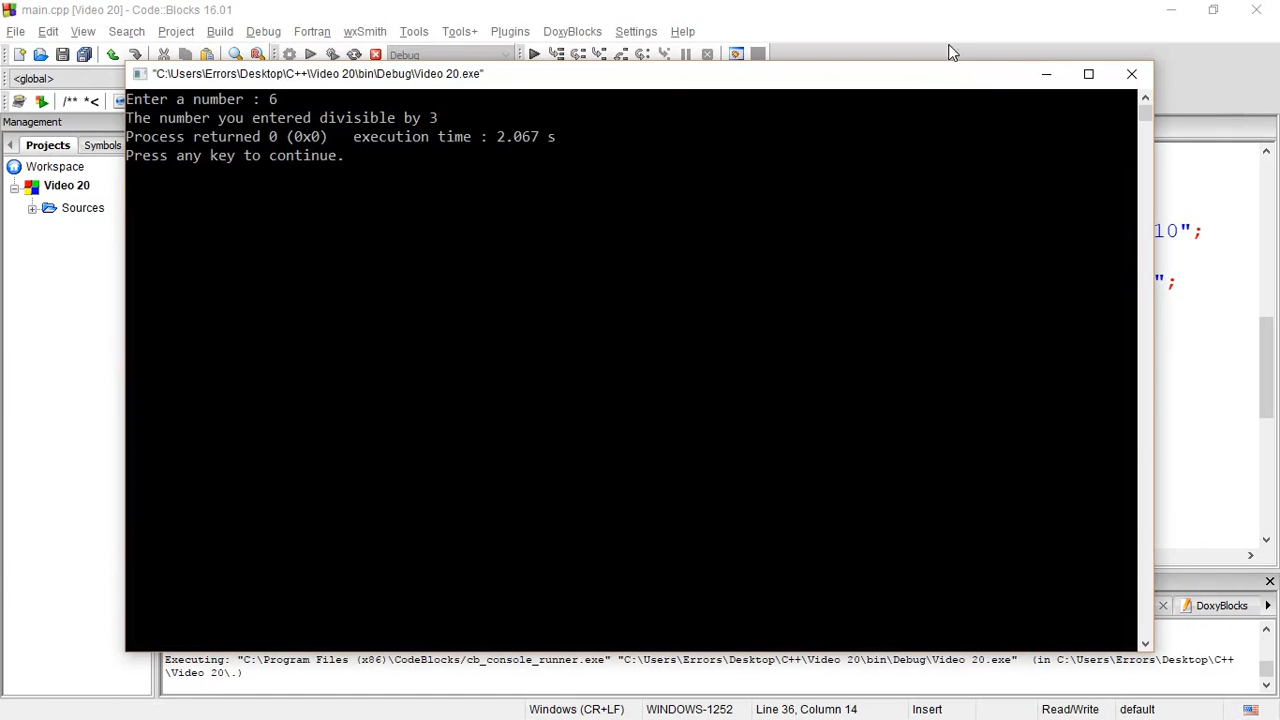 main.cpp [Video 20] - Code::Blocks 16.01
File Edit View Search Project Build Debug Fortran wxSmith Tools Tools+ Plugins DoxyBlocks Settings Help
Debug
<global>
"C:\Users\Errors\Desktop\C++\Video 20\bin\Debug\Video 20.exe"
/** *<
Enter a number : 6
The number you entered divisible by 3
Process returned 0 (0x0)   execution time : 2.067 s
Press any key to continue.
Management
Projects Symbols
Workspace
Video 20
Sources
10";
";
DoxyBlocks
Executing: "C:\Program Files (x86)\CodeBlocks/cb_console_runner.exe" "C:\Users\Errors\Desktop\C++\Video 20\bin\Debug\Video 20.exe"  (in C:\Users\Errors\Desktop\C++
\Video 20\.)
Windows (CR+LF) WINDOWS-1252 Line 36, Column 14 Insert Read/Write default